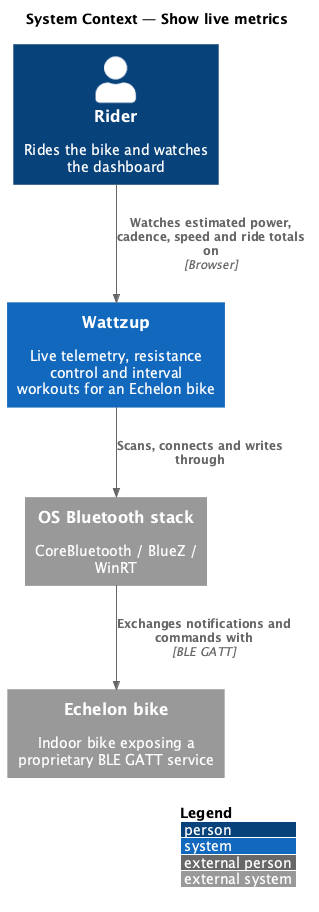 System Context — Show live metrics
Rider
Rides the bike and watches
the dashboard
Watches estimated power,
cadence, speed and ride totals
on
[Browser]
Wattzup
Live telemetry, resistance
control and interval
workouts for an Echelon bike
Scans, connects and writes
through
OS Bluetooth stack
CoreBluetooth / BlueZ /
WinRT
Exchanges notifications and
commands with
[BLE GATT]
Echelon bike
Indoor bike exposing a
proprietary BLE GATT service
Legend
person
system
external person
external system